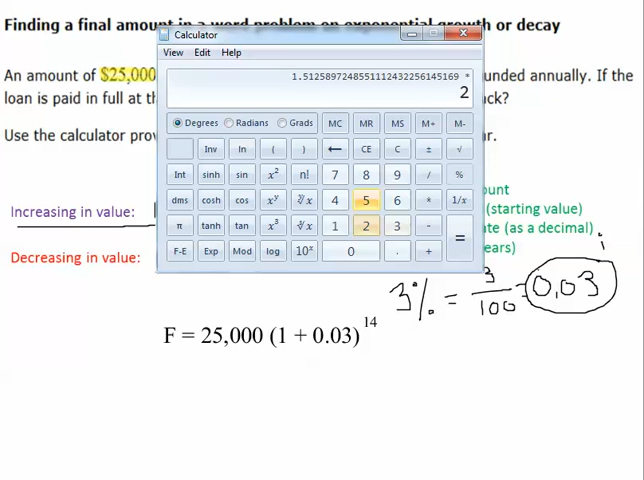 Finding a final amount in a word problem on exponential growth or decay
Calculator
View Edit Help
An amount of $25,000 unded annually. If the
1.5125897248551112432256145169 *
2
loan is paid in full at th ck?
Use the calculator pro r.
Degrees Radians Grads MC MR MS M+ M-
Inv ln ( ) ← CE C ± √
Int sinh sin x² n! 7 8 9 / %
dms cosh cos xʸ ʸ√x 4 5 6 * 1/x
π tanh tan x³ ³√x 1 2 3 - =
F-E Exp Mod log 10ˣ 0 . +
ount
Increasing in value: (starting value)
te (as a decimal)
i
ears)
Decreasing in value:
3% = 3/100 = 0.03
F = 25,000 (1 + 0.03)¹⁴